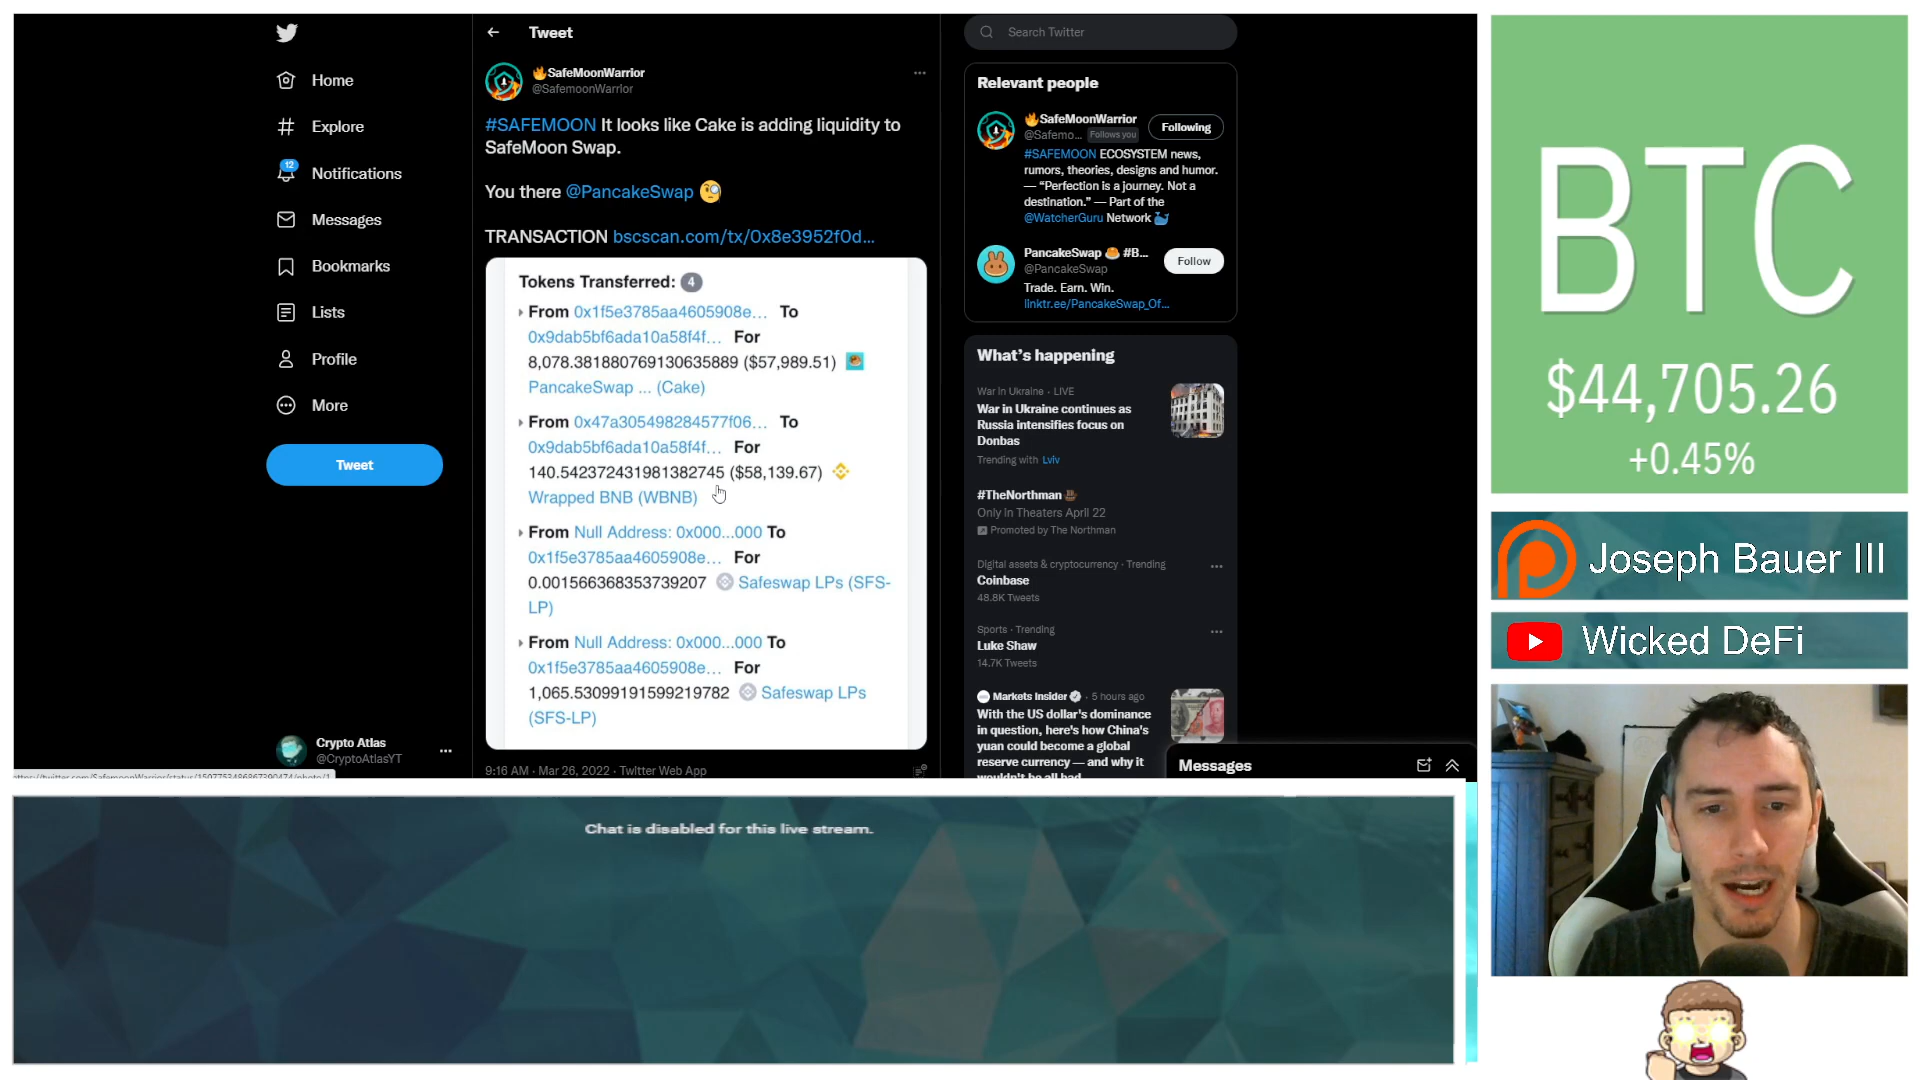 Home
Explore
12
Notifications
Messages
Bookmarks
Lists
Profile
More
Tweet
Crypto Atlas
@CryptoAtlasYT
Tweet
🔥SafeMoonWarrior
@SafemoonWarrior
#SAFEMOON It looks like Cake is adding liquidity to
SafeMoon Swap.
You there @PancakeSwap 🧐
TRANSACTION bscscan.com/tx/0x8e3952f0d...
Tokens Transferred: 4
From 0x1f5e3785aa4605908e... To
0x9dab5bf6ada10a58f4f... For
8,078.381880769130635889 ($57,989.51)
PancakeSwap ... (Cake)
From 0x47a305498284577f06... To
0x9dab5bf6ada10a58f4f... For
140.542372431981382745 ($58,139.67)
Wrapped BNB (WBNB)
From Null Address: 0x000...000 To
0x1f5e3785aa4605908e... For
0.001566368353739207 Safeswap LPs (SFS-
LP)
From Null Address: 0x000...000 To
0x1f5e3785aa4605908e... For
1,065.53099191599219782 Safeswap LPs
(SFS-LP)
9:16 AM · Mar 26, 2022 · Twitter Web App
Search Twitter
Relevant people
🔥SafeMoonWarrior
@Safemo... Follows you
Following
#SAFEMOON ECOSYSTEM news,
rumors, theories, designs and humor.
— “Perfection is a journey. Not a
destination.” — Part of the
@WatcherGuru Network 🐳
PancakeSwap 🥞 #B...
@PancakeSwap
Follow
Trade. Earn. Win.
linktr.ee/PancakeSwap_Of...
What's happening
War in Ukraine · LIVE
War in Ukraine continues as
Russia intensifies focus on
Donbas
Trending with Lviv
#TheNorthman
Only In Theaters April 22
Promoted by The Northman
Digital assets & cryptocurrency · Trending
Coinbase
48.8K Tweets
Sports · Trending
Luke Shaw
14.7K Tweets
Markets Insider · 5 hours ago
With the US dollar's dominance
in question, here's how China's
yuan could become a global
reserve currency — and why it
wouldn't be all bad
Messages
BTC
$44,705.26
+0.45%
Joseph Bauer III
Wicked DeFi
Chat is disabled for this live stream.